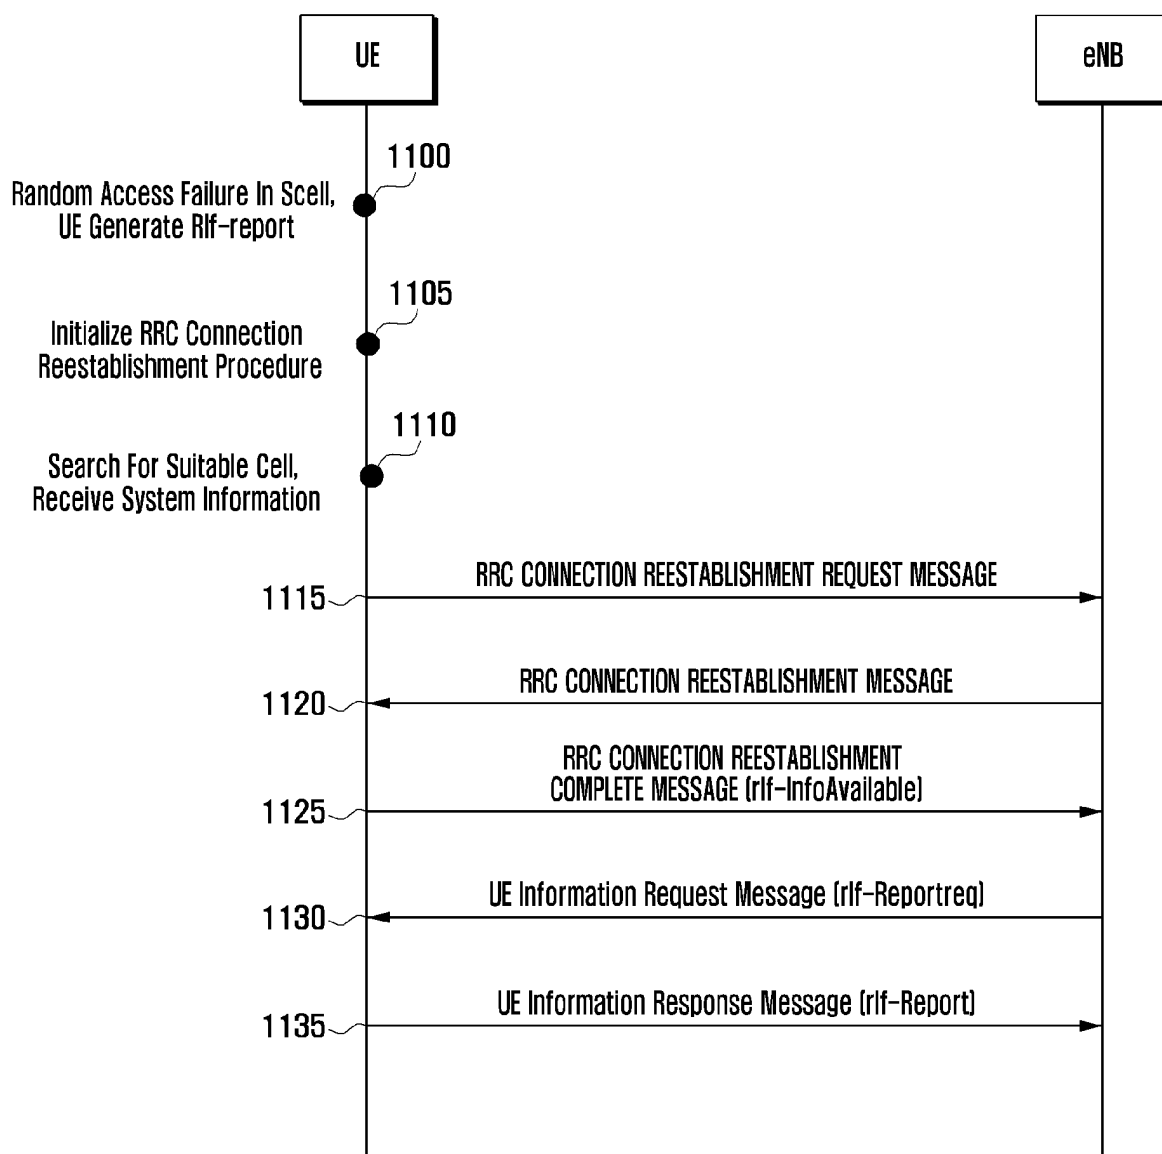 UE
eNB
1100
Random Access Failure In Scell,
UE Generate Rlf-report
1105
Initialize RRC Connection
Reestablishment Procedure
1110
Search For Suitable Cell,
Receive System Information
RRC CONNECTION REESTABLISHMENT REQUEST MESSAGE
1115
RRC CONNECTION REESTABLISHMENT MESSAGE
1120
RRC CONNECTION REESTABLISHMENT
COMPLETE MESSAGE (rlf-InfoAvailable)
1125
UE Information Request Message (rlf-Reportreq)
1130
UE Information Response Message (rlf-Report)
1135